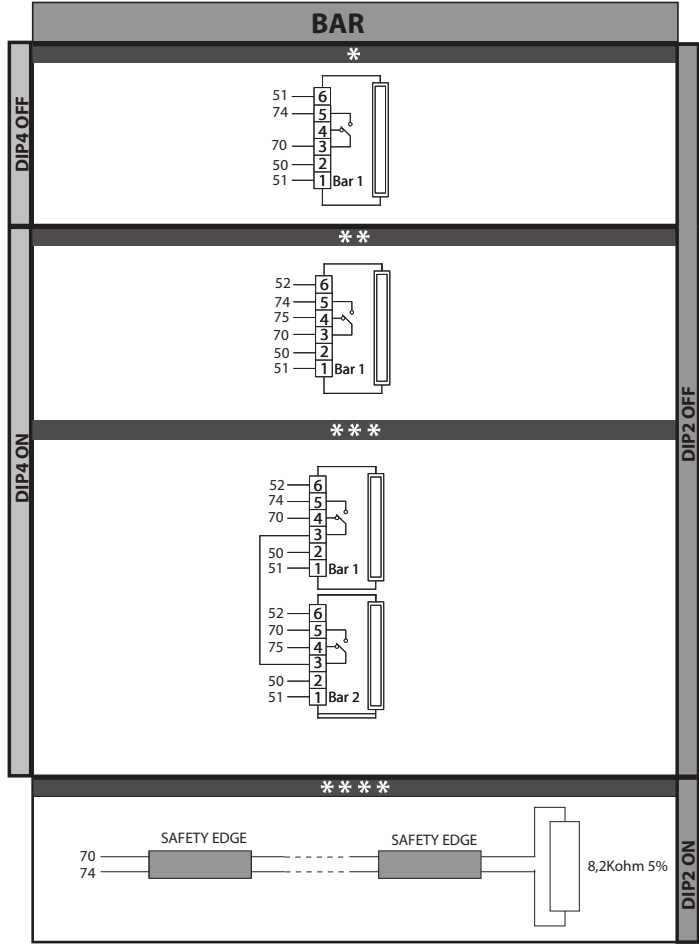 BAR
*
DIP4 OFF
51 6
74 5
4
70 3
50 2
51 1 Bar 1
**
DIP4 ON
52 6
74 5
75 4
70 3
50 2
51 1 Bar 1
DIP2 OFF
***
52 6
74 5
70 4
3
50 2
51 1 Bar 1
52 6
70 5
75 4
3
50 2
51 1 Bar 2
****
SAFETY EDGE SAFETY EDGE
70
74
8,2Kohm 5%
DIP2 ON